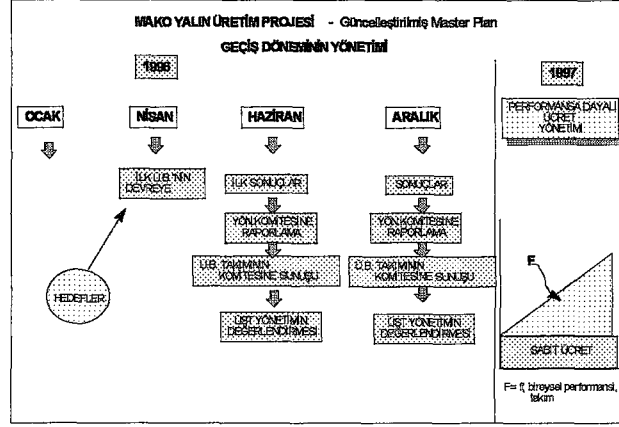 MAKO YALIN ÜRETİM PROJESİ - Güncelleştirilmiş Master Plan
GEÇİŞ DÖNEMİNİN YÖNETİMİ
1996
OCAK
NİSAN
HAZİRAN
ARALIK
İLK Ü.B.'NİN
DEVREYE
HEDEFLER
İLK SONUÇLAR
YÖN.KOMİTESİNE
RAPORLAMA
Ü.B. TAKIMININ
KOMİTESİNE SUNUŞU
ÜST YÖNETİMİN
DEĞERLENDİRMESİ
SONUÇLAR
YÖN.KOMİTESİNE
RAPORLAMA
Ü.B. TAKIMININ
KOMİTESİNE SUNUŞU
ÜST YÖNETİMİN
DEĞERLENDİRMESİ
1997
PERFORMANSA DAYALI
ÜCRET
YÖNETİMİ
F
SABİT ÜCRET
F= f( bireysel performansi,
takim